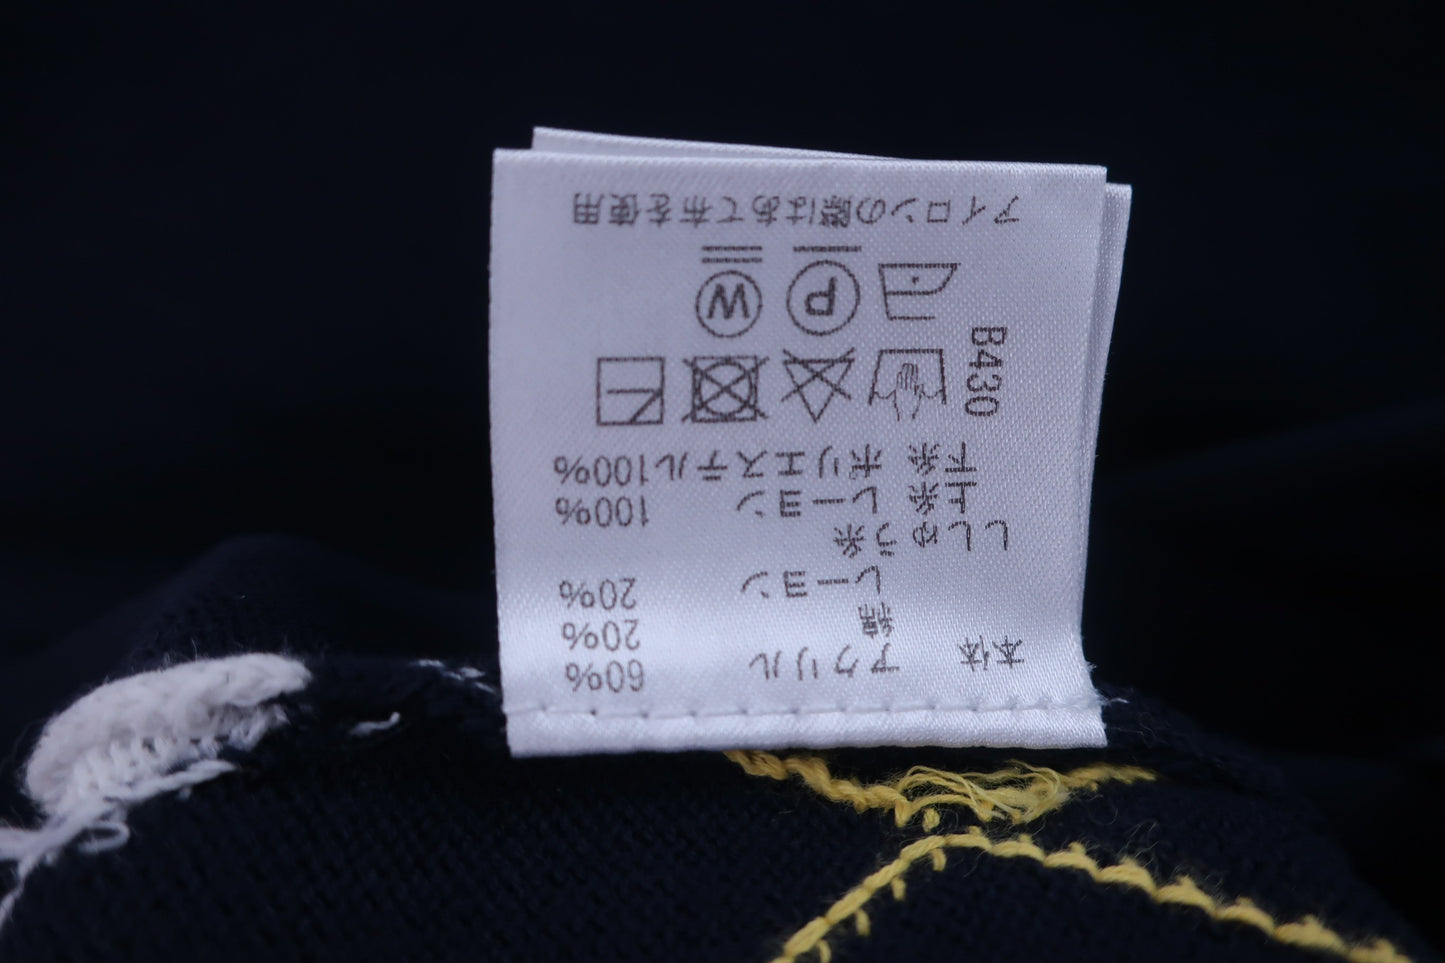 本体 アクリル 60%
綿 20%
レーヨン 20%
ししゅう糸
上糸 レーヨン 100%
下糸 ポリエステル100%
B430
P
W
アイロンの際はあて布を使用